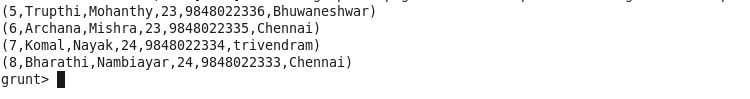 (5,Trupthi,Mohanthy,23,9848022336,Bhuwaneshwar)
(6,Archana,Mishra,23,9848022335,Chennai)
(7,Komal,Nayak,24,9848022334,trivendram)
(8,Bharathi,Nambiayar,24,9848022333,Chennai)
grunt>